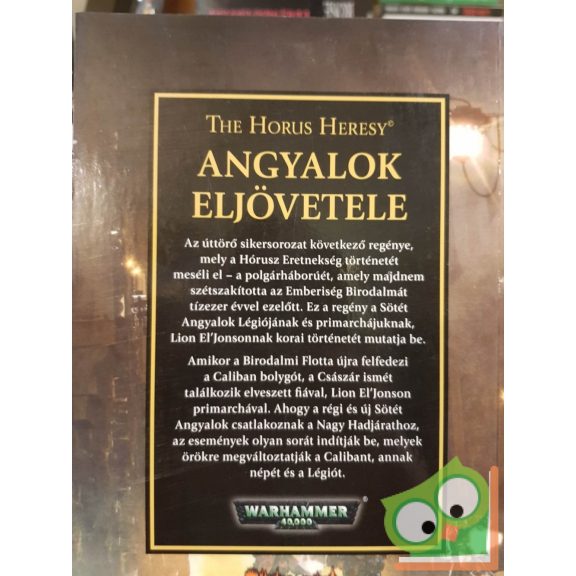 THE HORUS HERESY©
ANGYALOK
ELJÖVETELE
Az úttörő sikersorozat következő regénye,
mely a Hórusz Eretnekség történetét
meséli el – a polgárháborúét, amely majdnem
szétszakította az Emberiség Birodalmát
tízezer évvel ezelőtt. Ez a regény a Sötét
Angyalok Légiójának és primarchájuknak,
Lion El'Jonsonnak korai történetét mutatja be.
Amikor a Birodalmi Flotta újra felfedezi
a Caliban bolygót, a Császár ismét
találkozik elveszett fiával, Lion El'Jonson
primarchával. Ahogy a régi és új Sötét
Angyalok csatlakoznak a Nagy Hadjárathoz,
az események olyan sorát indítják be, melyek
örökre megváltoztatják a Calibant, annak
népét és a Légiót.
WARHAMMER®
40,000